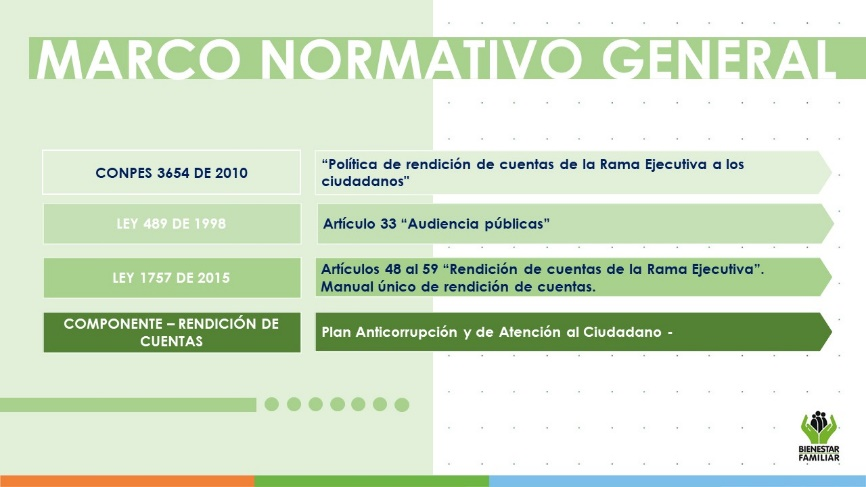 MARCO NORMATIVO GENERAL
CONPES 3654 DE 2010
“Política de rendición de cuentas de la Rama Ejecutiva a los
ciudadanos"
LEY 489 DE 1998
Artículo 33 “Audiencia públicas”
LEY 1757 DE 2015
Artículos 48 al 59 “Rendición de cuentas de la Rama Ejecutiva”.
Manual único de rendición de cuentas.
COMPONENTE – RENDICIÓN DE
CUENTAS
Plan Anticorrupción y de Atención al Ciudadano -
BIENESTAR
FAMILIAR